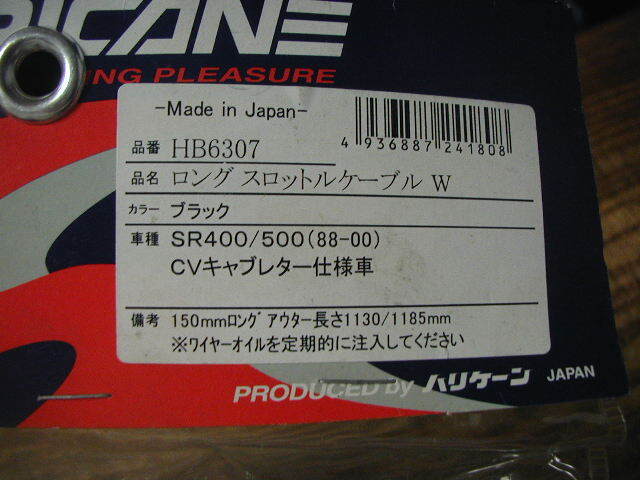 RICANE
ING PLEASURE
-Made in Japan-
4 936887 241808
品番 HB6307
品名 ロング スロットルケーブル W
カラー ブラック
車種 SR400/500(88-00)
CVキャブレター仕様車
備考 150mmロングアウター長さ1130/1185mm
※ワイヤーオイルを定期的に注入してください
PRODUCED by ハリケーン JAPAN